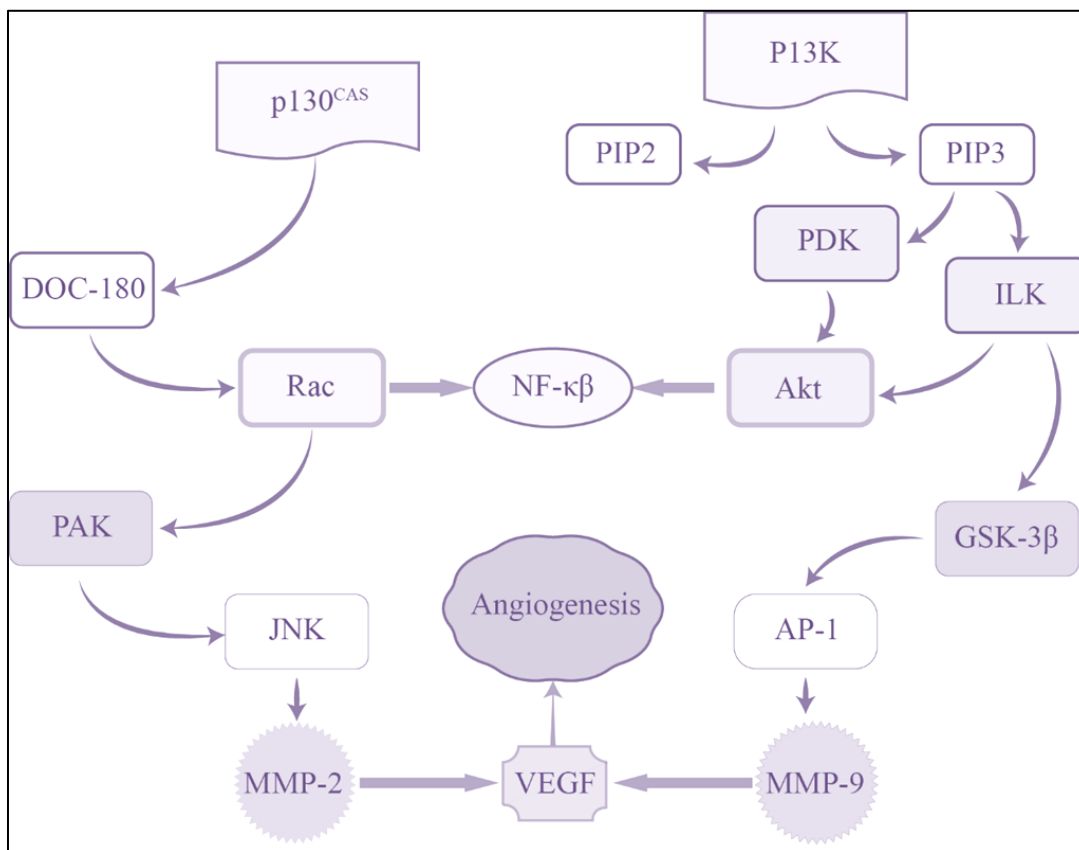 P13K
p130CAS
PIP2
PIP3
PDK
DOC-180
ILK
Rac
NF-κβ
Akt
PAK
GSK-3β
Angiogenesis
JNK
AP-1
MMP-2
VEGF
MMP-9